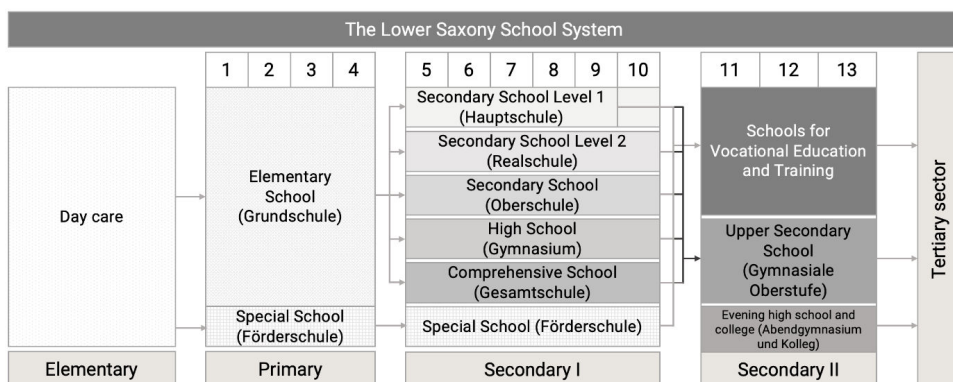 The Lower Saxony School System
1 2 3 4 5 6 7 8 9 10 11 12 13
Day care
Elementary
School
(Grundschule)
Special School
(Förderschule)
Secondary School Level 1
(Hauptschule)
Secondary School Level 2
(Realschule)
Secondary School
(Oberschule)
High School
(Gymnasium)
Comprehensive School
(Gesamtschule)
Special School (Förderschule)
Schools for
Vocational Education
and Training
Upper Secondary
School
(Gymnasiale
Oberstufe)
Evening high school and
college (Abendgymnasium
und Kolleg)
Tertiary sector
Elementary
Primary
Secondary I
Secondary II